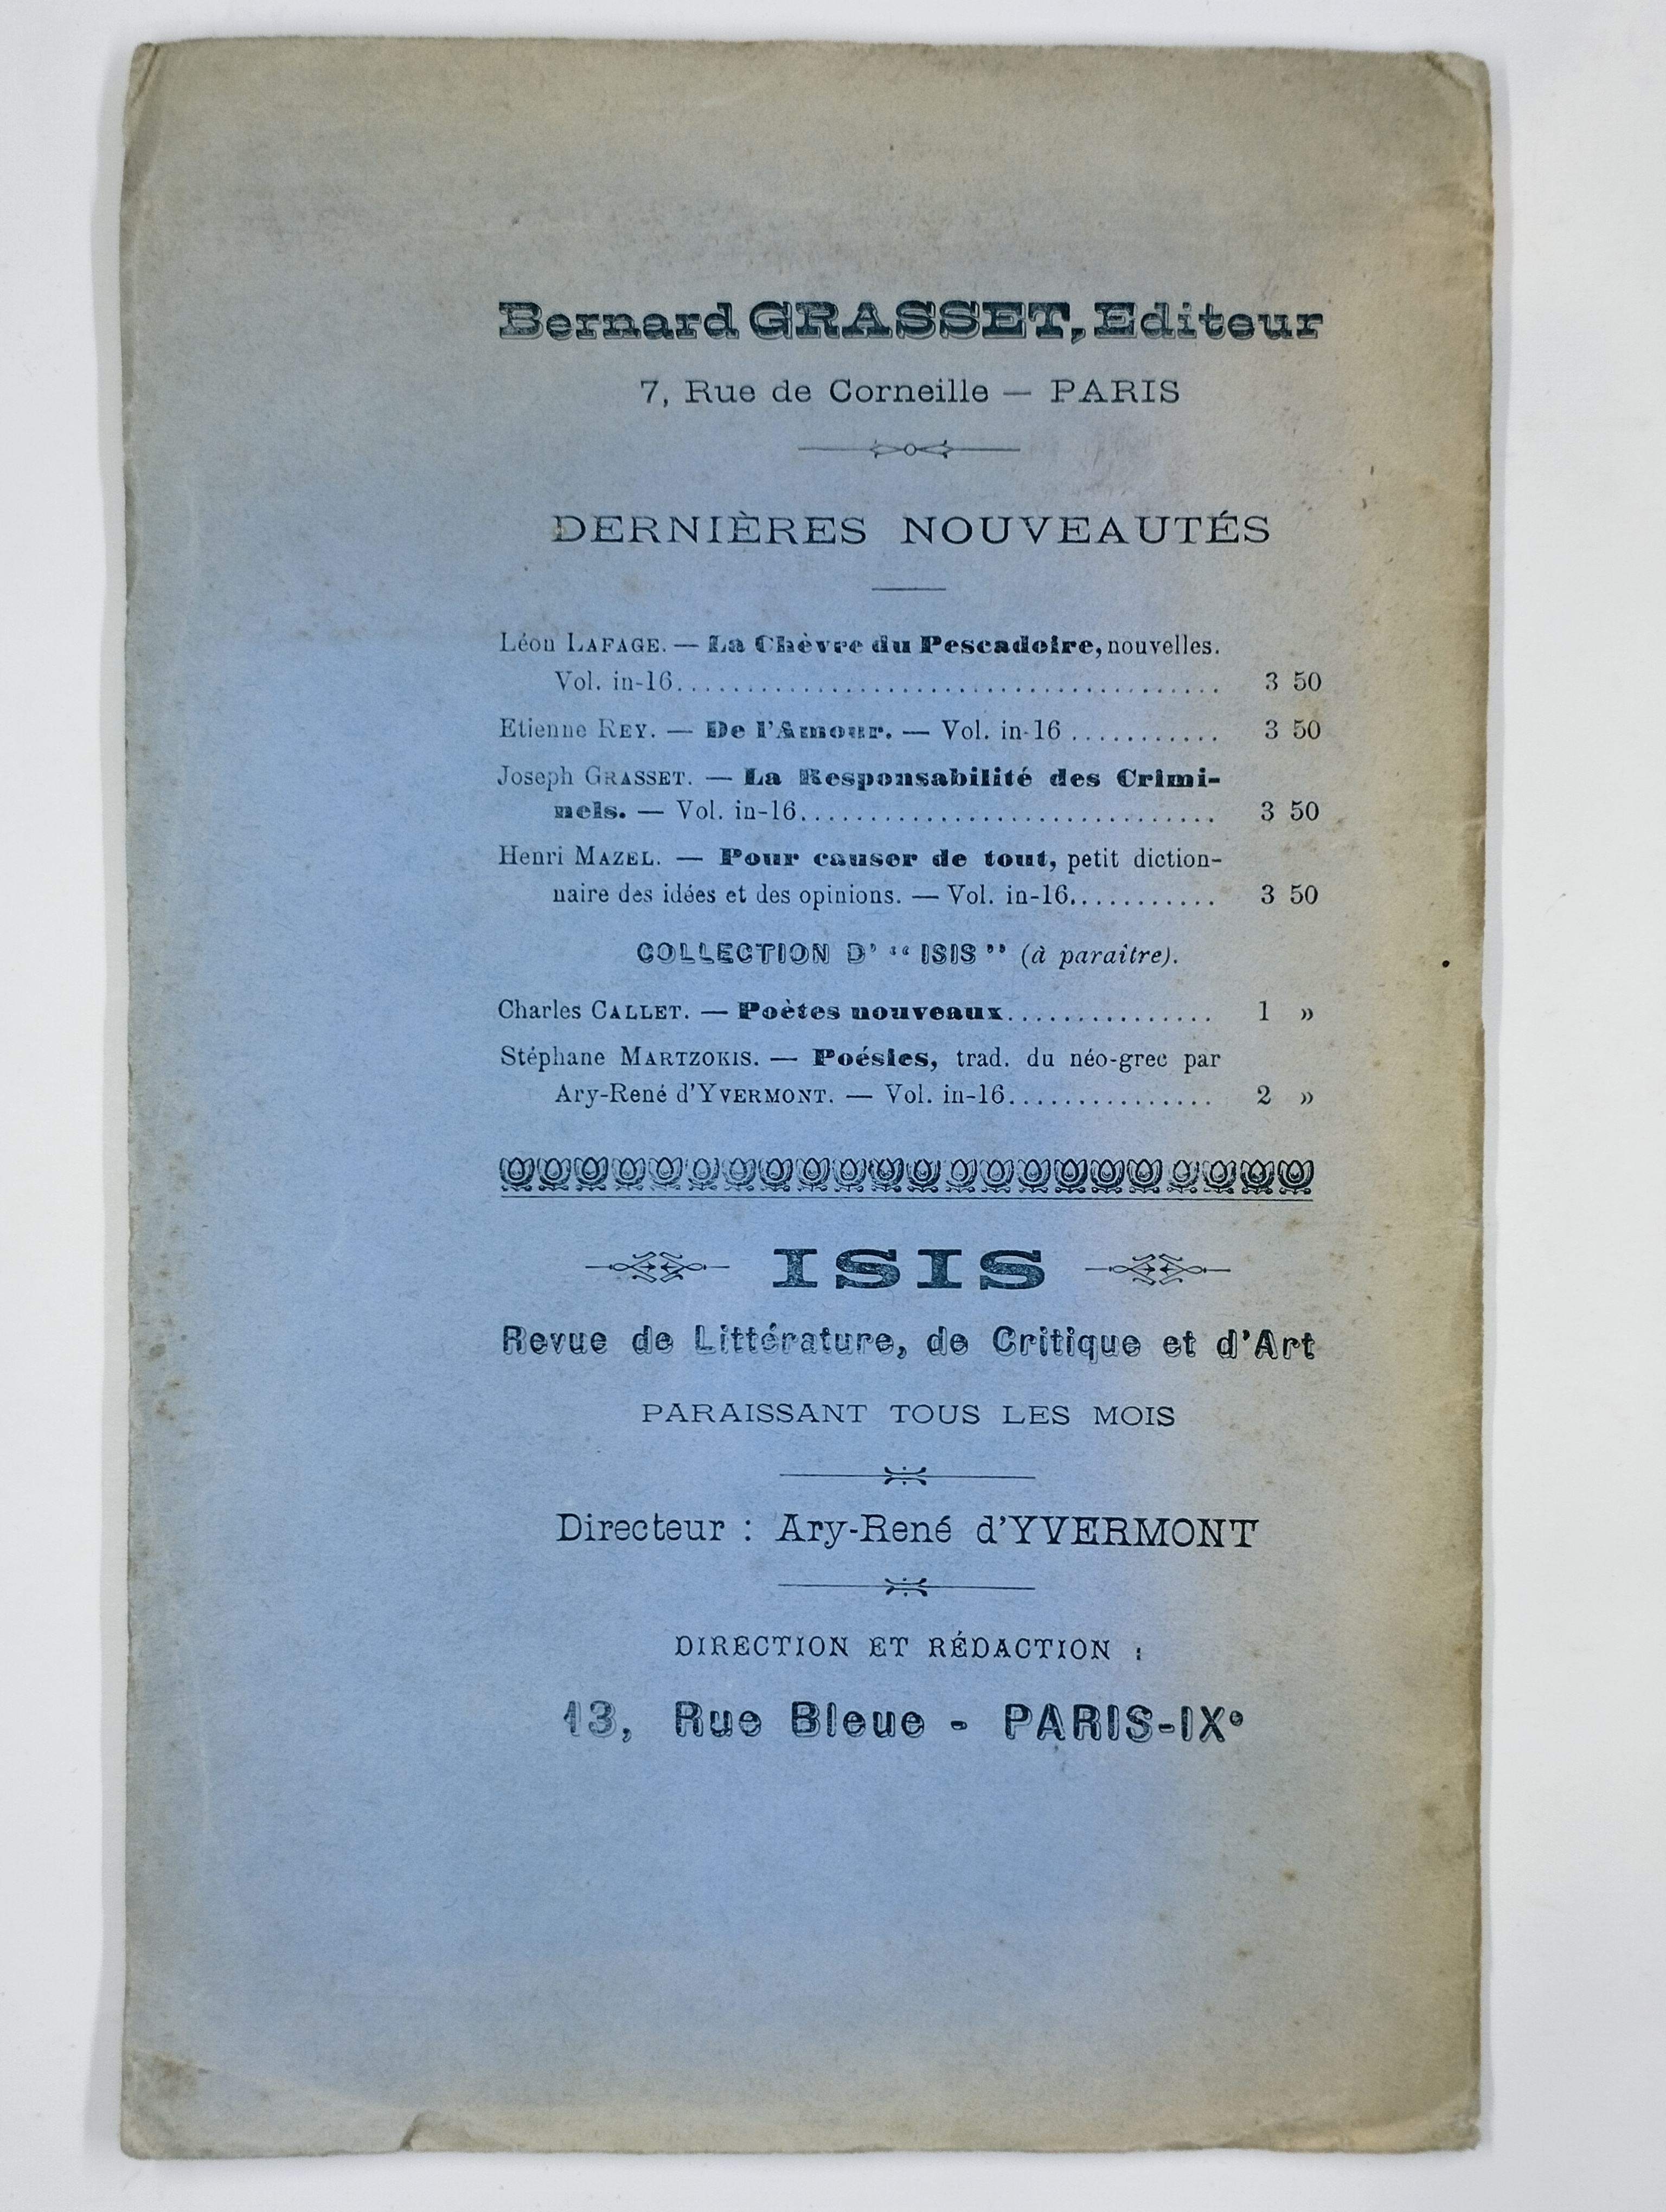 Bernard GRASSET, Editeur
7, Rue de Corneille — PARIS
DERNIÈRES NOUVEAUTÉS
Léon LAFAGE. — La Chèvre du Pescadoire, nouvelles.
Vol. in-16........................................ 3 50
Etienne REY. — De l'Amour. — Vol. in-16 ........... 3 50
Joseph GRASSET. — La Responsabilité des Crimi-
nels. — Vol. in-16............................... 3 50
Henri MAZEL. — Pour causer de tout, petit diction-
naire des idées et des opinions. — Vol. in-16........... 3 50
COLLECTION D' “ ISIS ” (à paraître).
Charles CALLET. — Poètes nouveaux............... 1 »
Stéphane MARTZOKIS. — Poésies, trad. du néo-grec par
Ary-René d'YVERMONT. — Vol. in-16............... 2 »
ISIS
Revue de Littérature, de Critique et d'Art
PARAISSANT TOUS LES MOIS
Directeur : Ary-René d'YVERMONT
DIRECTION ET RÉDACTION :
13, Rue Bleue - PARIS-IXe